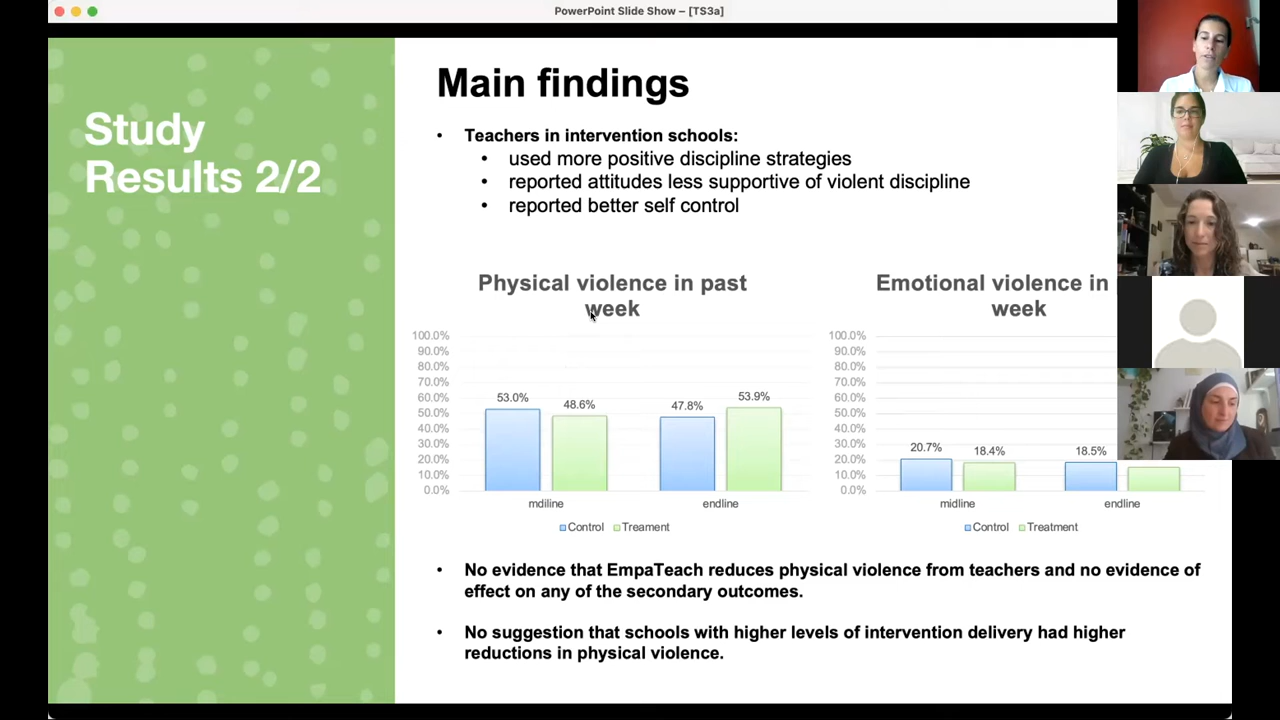 PowerPoint Slide Show – [TS3a]
Study
Results 2/2
Main findings
• Teachers in intervention schools:
• used more positive discipline strategies
• reported attitudes less supportive of violent discipline
• reported better self control
Physical violence in past
week
100.0%
90.0%
80.0%
70.0%
60.0%
50.0%
40.0%
30.0%
20.0%
10.0%
0.0%
53.0%
48.6%
47.8%
53.9%
mdiline
endline
Control
Treament
Emotional violence in
week
100.0%
90.0%
80.0%
70.0%
60.0%
50.0%
40.0%
30.0%
20.0%
10.0%
0.0%
20.7%
18.4%
18.5%
midline
endline
Control
Treatment
• No evidence that EmpaTeach reduces physical violence from teachers and no evidence of
effect on any of the secondary outcomes.
• No suggestion that schools with higher levels of intervention delivery had higher
reductions in physical violence.